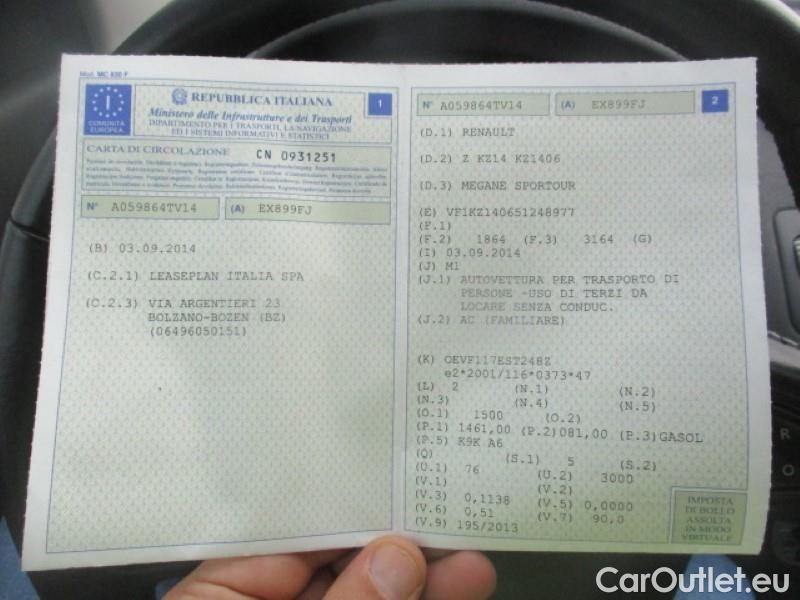 Mod. MC 820 F
I
COMUNITÀ
EUROPEA
REPUBBLICA ITALIANA
1
Ministero delle Infrastrutture e dei Trasporti
DIPARTIMENTO PER I TRASPORTI, LA NAVIGAZIONE
ED I SISTEMI INFORMATIVI E STATISTICI
CARTA DI CIRCOLAZIONE CN 0931251
N° A059864TV14 (A) EX899FJ
(B) 03.09.2014
(C.2.1) LEASEPLAN ITALIA SPA
(C.2.3) VIA ARGENTIERI 23
BOLZANO-BOZEN (BZ)
(06496050151)
N° A059864TV14 (A) EX899FJ 2
(D.1) RENAULT
(D.2) Z KZ14 KZ1406
(D.3) MEGANE SPORTOUR
(E) VF1KZ140651248977
(F.1)
(F.2) 1864 (F.3) 3164 (G)
(I) 03.09.2014
(J) M1
(J.1) AUTOVETTURA PER TRASPORTO DI
PERSONE -USO DI TERZI DA
LOCARE SENZA CONDUC.
(J.2) AC (FAMILIARE)
(K) OEVF117EST248Z
e2*2001/116*0373*47
(L) 2 (N.1) (N.2)
(N.3) (N.4) (N.5)
(O.1) 1500 (O.2)
(P.1) 1461,00 (P.2)081,00 (P.3)GASOL
(P.5) K9K A6
(Q) (S.1) 5 (S.2)
(U.1) 76 (U.2) 3000
(V.1) (V.2)
(V.3) 0,1138 (V.5) 0,0000
(V.6) 0,51 (V.7) 90,0
(V.9) 195/2013
IMPOSTA
DI BOLLO
ASSOLTA
IN MODO
VIRTUALE
R
O
CarOutlet.eu